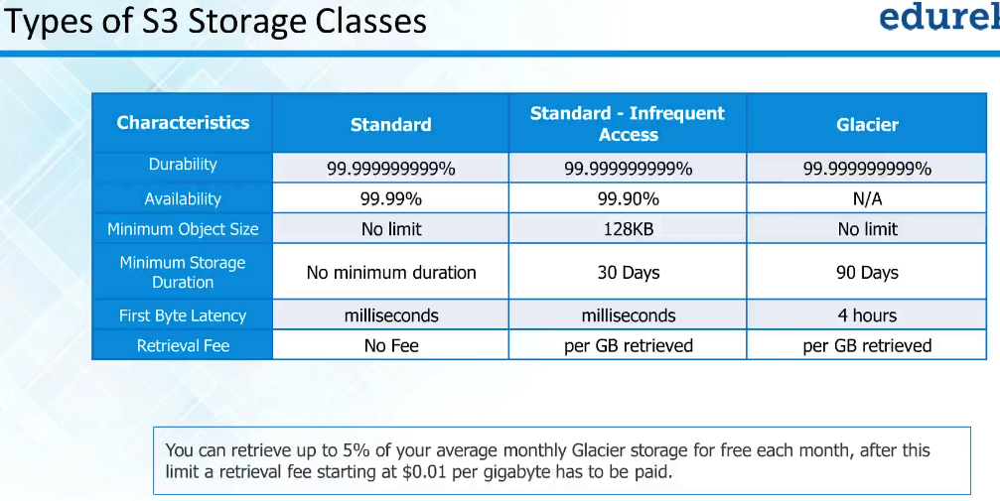 Types of S3 Storage Classes
edurek
Characteristics
Standard
Standard - Infrequent
Access
Glacier
Durability
99.999999999%
99.999999999%
99.999999999%
Availability
99.99%
99.90%
N/A
Minimum Object Size
No limit
128KB
No limit
Minimum Storage
Duration
No minimum duration
30 Days
90 Days
First Byte Latency
milliseconds
milliseconds
4 hours
Retrieval Fee
No Fee
per GB retrieved
per GB retrieved
You can retrieve up to 5% of your average monthly Glacier storage for free each month, after this
limit a retrieval fee starting at $0.01 per gigabyte has to be paid.